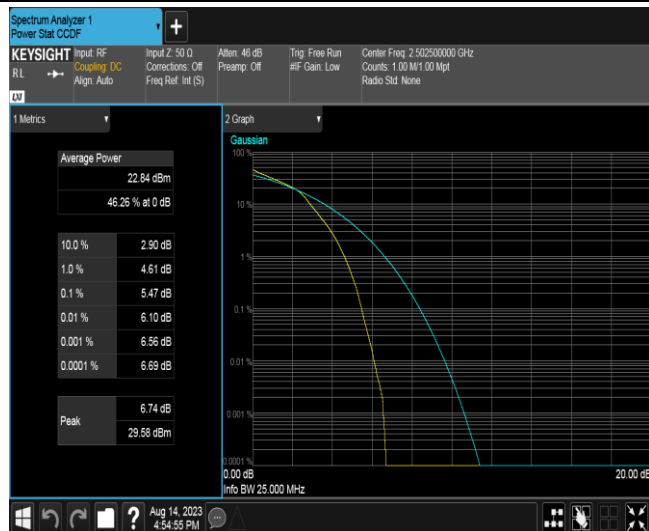 Spectrum Analyzer 1
Power Stat CCDF
+
KEYSIGHT
RL
LXI
Input: RF
Coupling: DC
Align: Auto
Input Z: 50 Ω
Corrections: Off
Freq Ref: Int (S)
Atten: 46 dB
Preamp: Off
Trig: Free Run
#IF Gain: Low
Center Freq: 2.502500000 GHz
Counts: 1.00 M/1.00 Mpt
Radio Std: None
1 Metrics
Average Power
22.84 dBm
46.26 % at 0 dB
10.0 % 2.90 dB
1.0 % 4.61 dB
0.1 % 5.47 dB
0.01 % 6.10 dB
0.001 % 6.56 dB
0.0001 % 6.69 dB
Peak 6.74 dB
29.58 dBm
2 Graph
Gaussian
100 %
10 %
1 %
0.1 %
0.01 %
0.001 %
0.0001 %
0.00 dB 20.00 dB
Info BW 25.000 MHz
?
Aug 14, 2023
4:54:55 PM